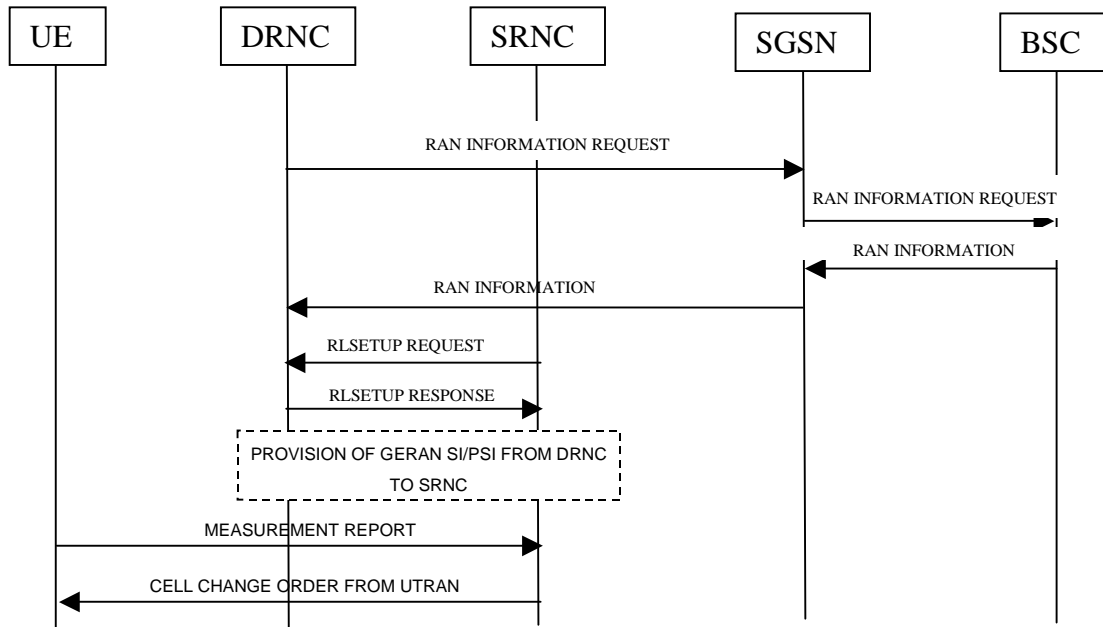 UE
DRNC
SRNC
SGSN
BSC
RAN INFORMATION REQUEST
RAN INFORMATION REQUEST
RAN INFORMATION
RAN INFORMATION
RLSETUP REQUEST
RLSETUP RESPONSE
PROVISION OF GERAN SI/PSI FROM DRNC
TO SRNC
MEASUREMENT REPORT
CELL CHANGE ORDER FROM UTRAN